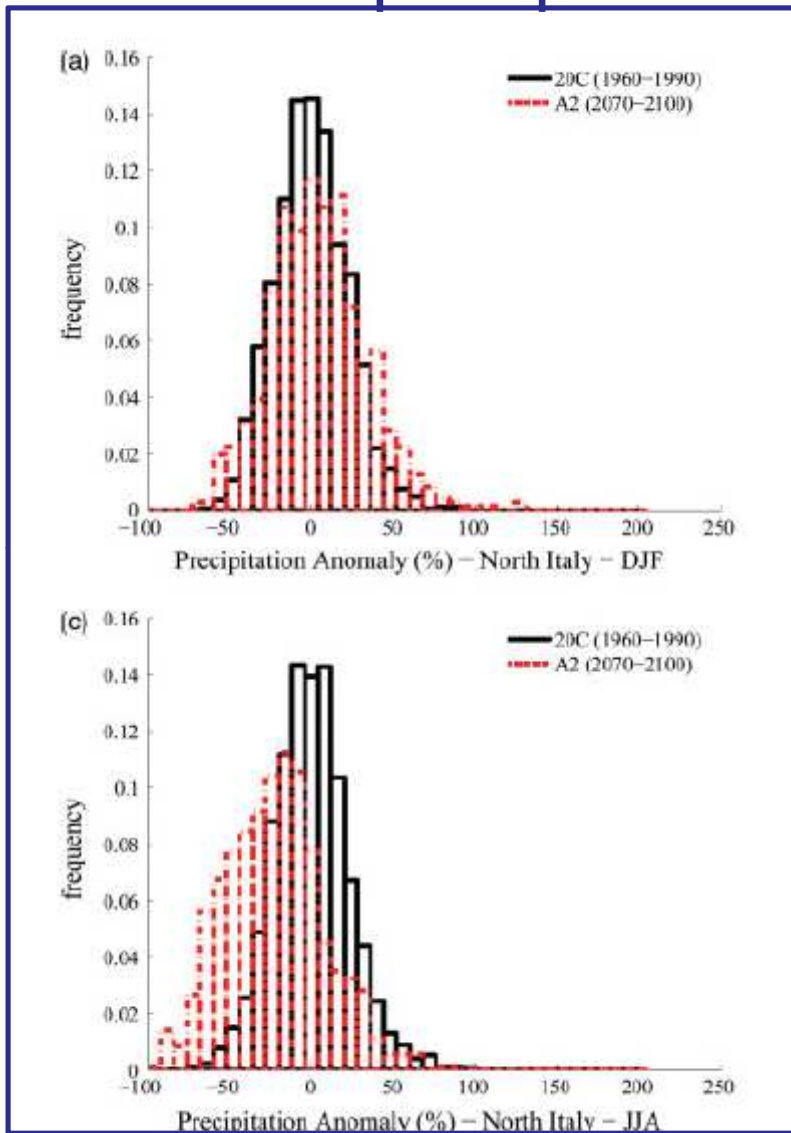 (a)
0.16
20C (1960−1990)
A2 (2070−2100)
0.14
0.12
0.1
frequency
0.08
0.06
0.04
0.02
0
−100 −50 0 50 100 150 200 250
Precipitation Anomaly (%) − North Italy − DJF
(c)
0.16
20C (1960−1990)
A2 (2070−2100)
0.14
0.12
0.1
frequency
0.08
0.06
0.04
0.02
0
−100 −50 0 50 100 150 200 250
Precipitation Anomaly (%) − North Italy − JJA